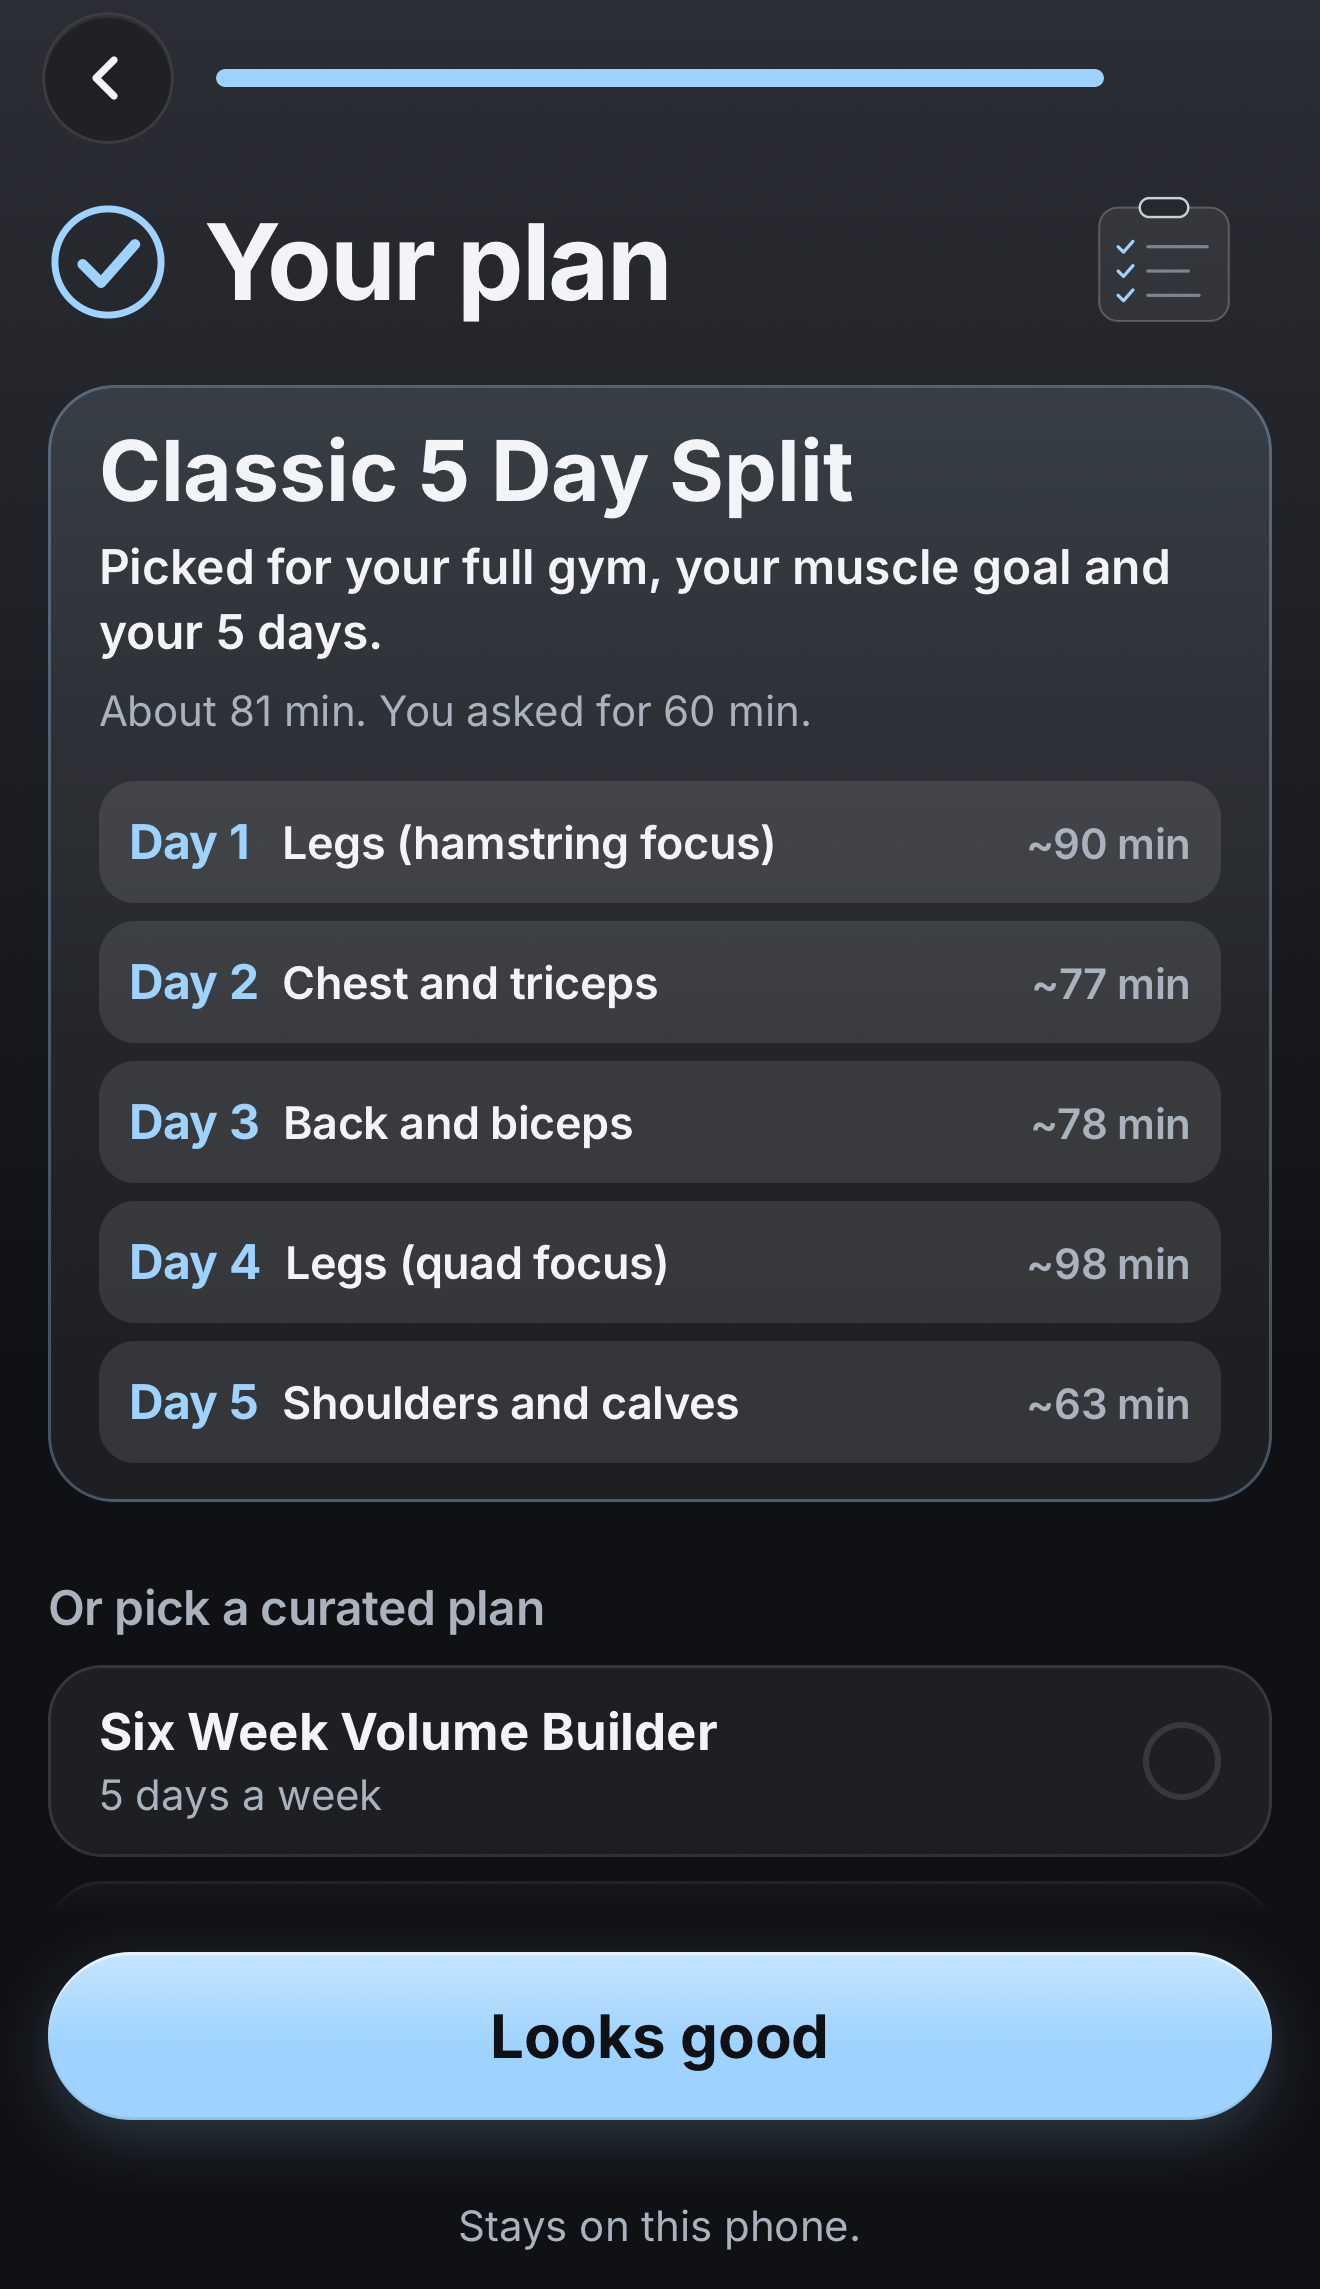 Your plan
Classic 5 Day Split
Picked for your full gym, your muscle goal and
your 5 days.
About 81 min. You asked for 60 min.
Day 1 Legs (hamstring focus) ~90 min
Day 2 Chest and triceps ~77 min
Day 3 Back and biceps ~78 min
Day 4 Legs (quad focus) ~98 min
Day 5 Shoulders and calves ~63 min
Or pick a curated plan
Six Week Volume Builder
5 days a week
Looks good
Stays on this phone.